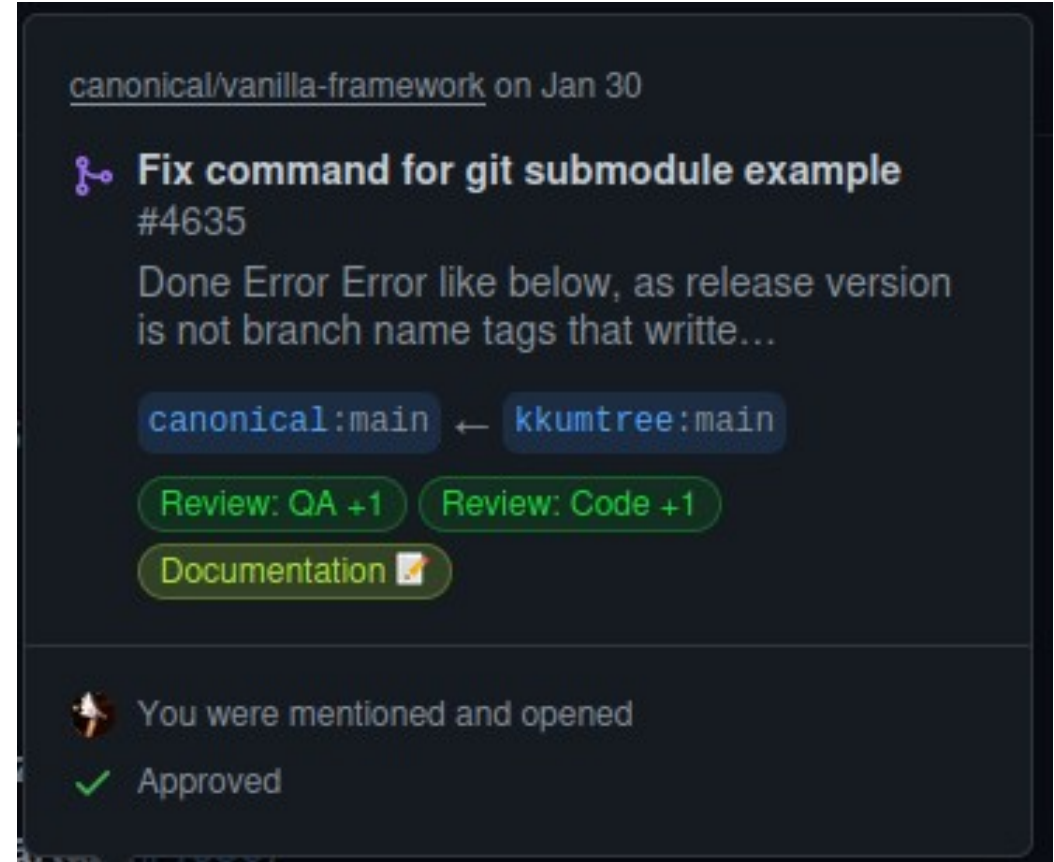 canonical/vanilla-framework on Jan 30
Fix command for git submodule example
#4635
Done Error Error like below, as release version
is not branch name tags that writte…
canonical:main ← kkumtree:main
Review: QA +1 Review: Code +1
Documentation 📝
You were mentioned and opened
Approved